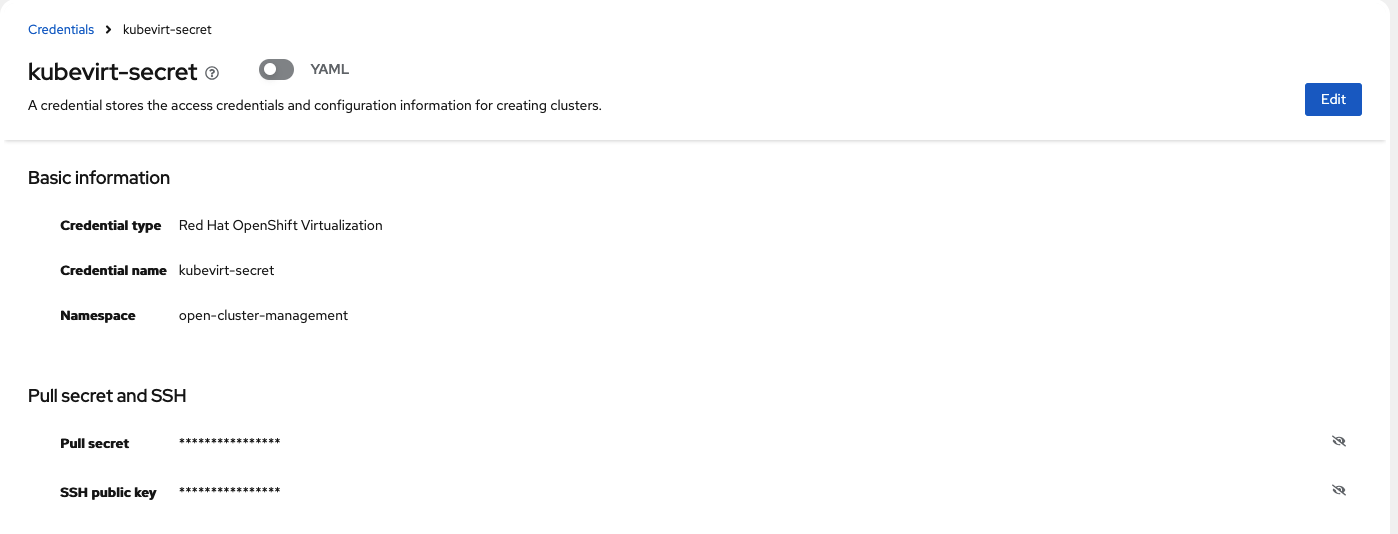 Credentials > kubevirt-secret
kubevirt-secret
YAML
A credential stores the access credentials and configuration information for creating clusters.
Edit
Basic information
Credential type Red Hat OpenShift Virtualization
Credential name kubevirt-secret
Namespace open-cluster-management
Pull secret and SSH
Pull secret ****************
SSH public key ****************